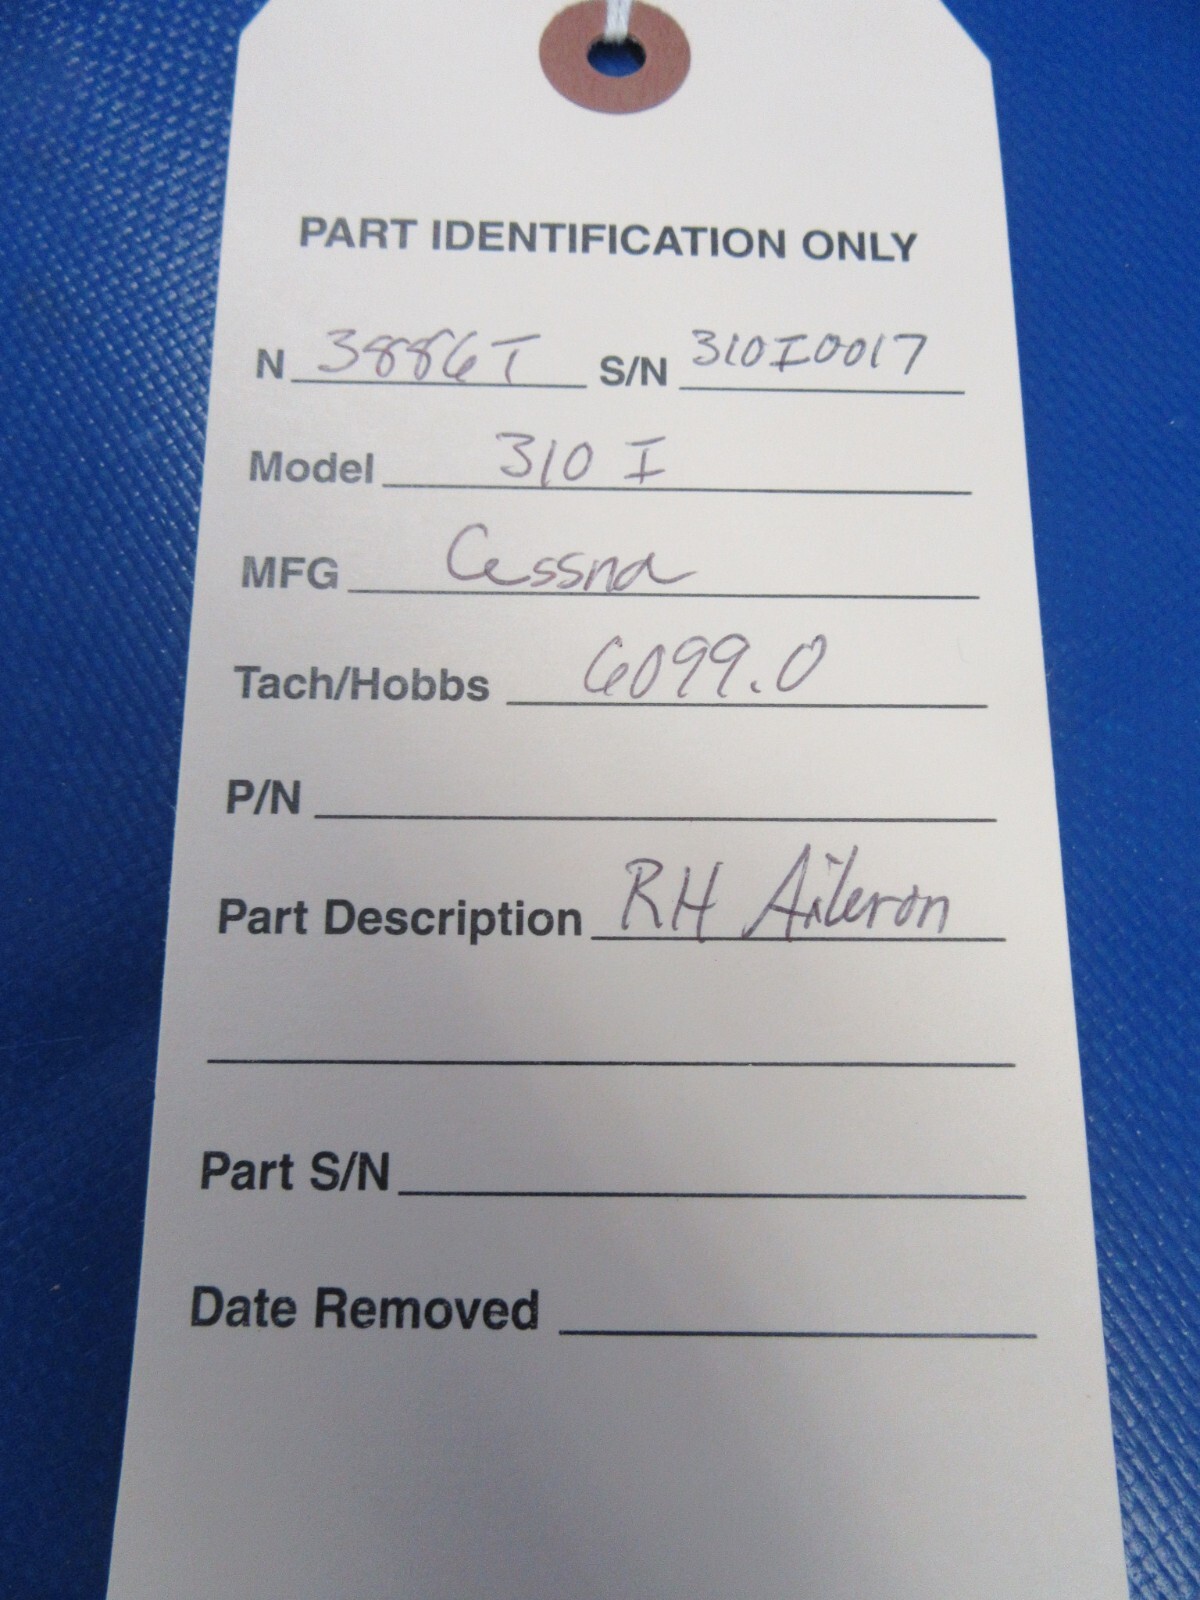 PART IDENTIFICATION ONLY
N 3886T S/N 310I0017
Model 310 I
MFG Cessna
Tach/Hobbs 6099.0
P/N
Part Description RH Aileron
Part S/N
Date Removed